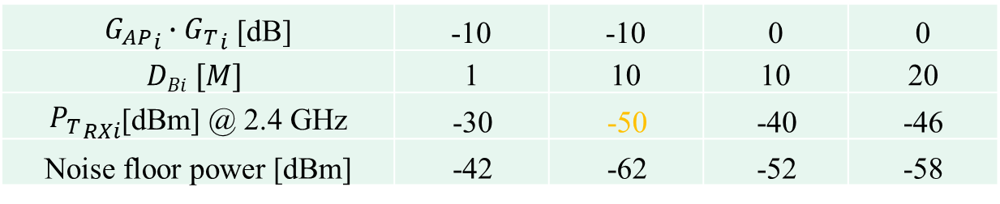 G_{AP_i} · G_{T_i} [dB] -10 -10 0 0
D_{Bi} [M] 1 10 10 20
P_{T_{RXi}}[dBm] @ 2.4 GHz -30 -50 -40 -46
Noise floor power [dBm] -42 -62 -52 -58